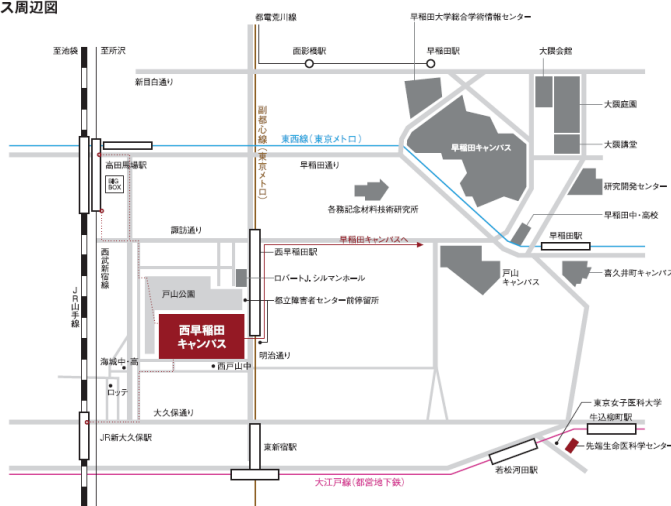 ス周辺図
都電荒川線
早稲田大学総合学術情報センター
至池袋
至所沢
面影橋駅
早稲田駅
大隈会館
新目白通り
大隈庭園
副都心線（東京メトロ）
東西線（東京メトロ）
大隈講堂
早稲田キャンパス
高田馬場駅
早稲田通り
BIG
BOX
研究開発センター
各務記念材料技術研究所
早稲田中・高校
諏訪通り
早稲田キャンパスへ
早稲田駅
西武新宿線
西早稲田駅
戸山
キャンパス
喜久井町キャンパス
ロバートJ.シルマンホール
JR山手線
戸山公園
都立障害者センター前停留所
西早稲田
キャンパス
明治通り
海城中・高
西戸山中
ロッテ
大久保通り
東京女子医科大学
牛込柳町駅
JR新大久保駅
東新宿駅
先端生命医科学センター
若松河田駅
大江戸線（都営地下鉄）